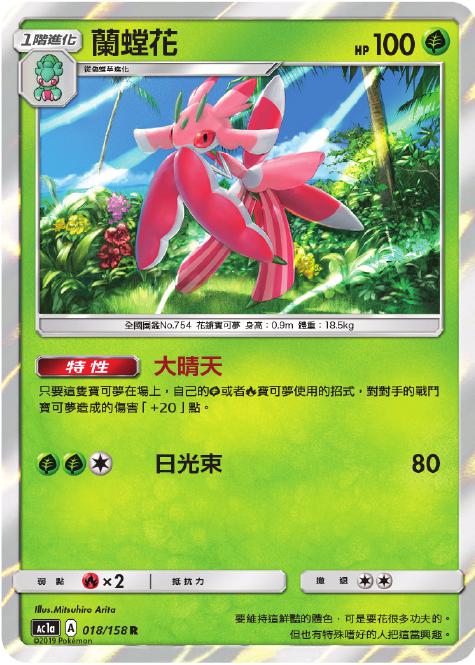 1階進化
蘭螳花
HP 100
從偽螳草進化
全國圖鑑No.754 花鐮寶可夢 身高：0.9m 體重：18.5kg
特性 大晴天
只要這隻寶可夢在場上，自己的或者寶可夢使用的招式，對對手的戰鬥
寶可夢造成的傷害「+20」點。
日光束 80
弱點 ×2 抵抗力 撤退
Illus.Mitsuhiro Arita
AC1a A 018/158 R
©2019 Pokémon
要維持這鮮豔的體色，可是要花很多功夫的。
但也有特殊嗜好的人把這當興趣。